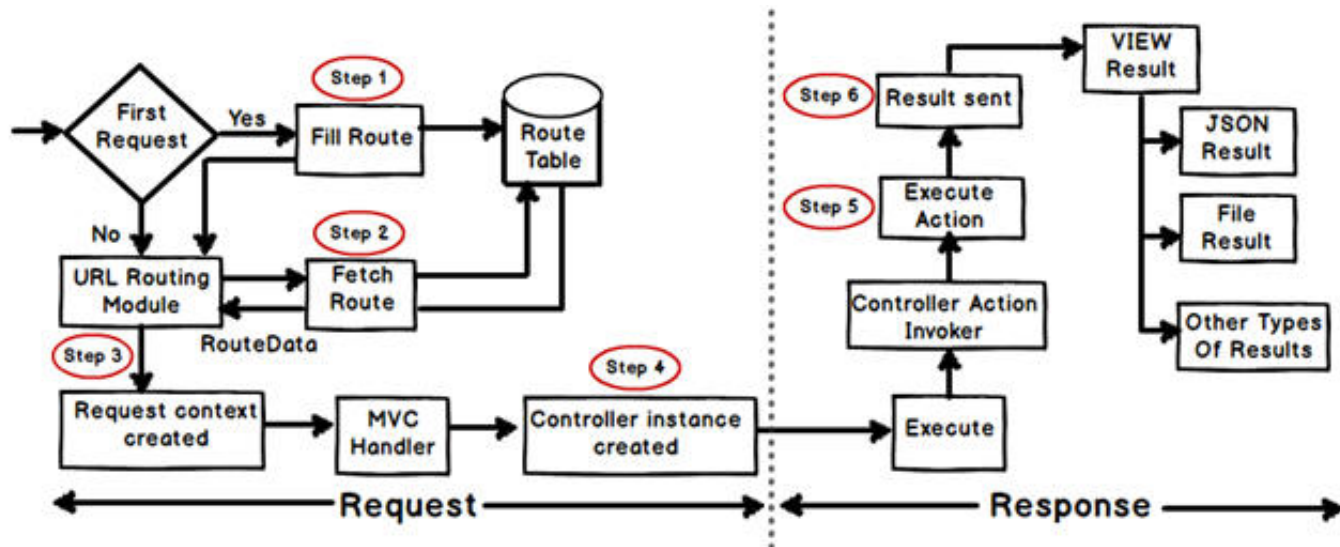 First
Request
Yes
Step 1
Fill Route
Route
Table
No
Step 2
URL Routing
Module
Fetch
Route
RouteData
Step 3
Request context
created
MVC
Handler
Step 4
Controller instance
created
Request
Execute
Controller Action
Invoker
Step 5
Execute
Action
Step 6
Result sent
VIEW
Result
JSON
Result
File
Result
Other Types
Of Results
Response